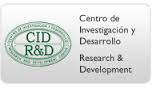 CID
R&D
Centro de
Investigación y
Desarrollo
Research &
Development